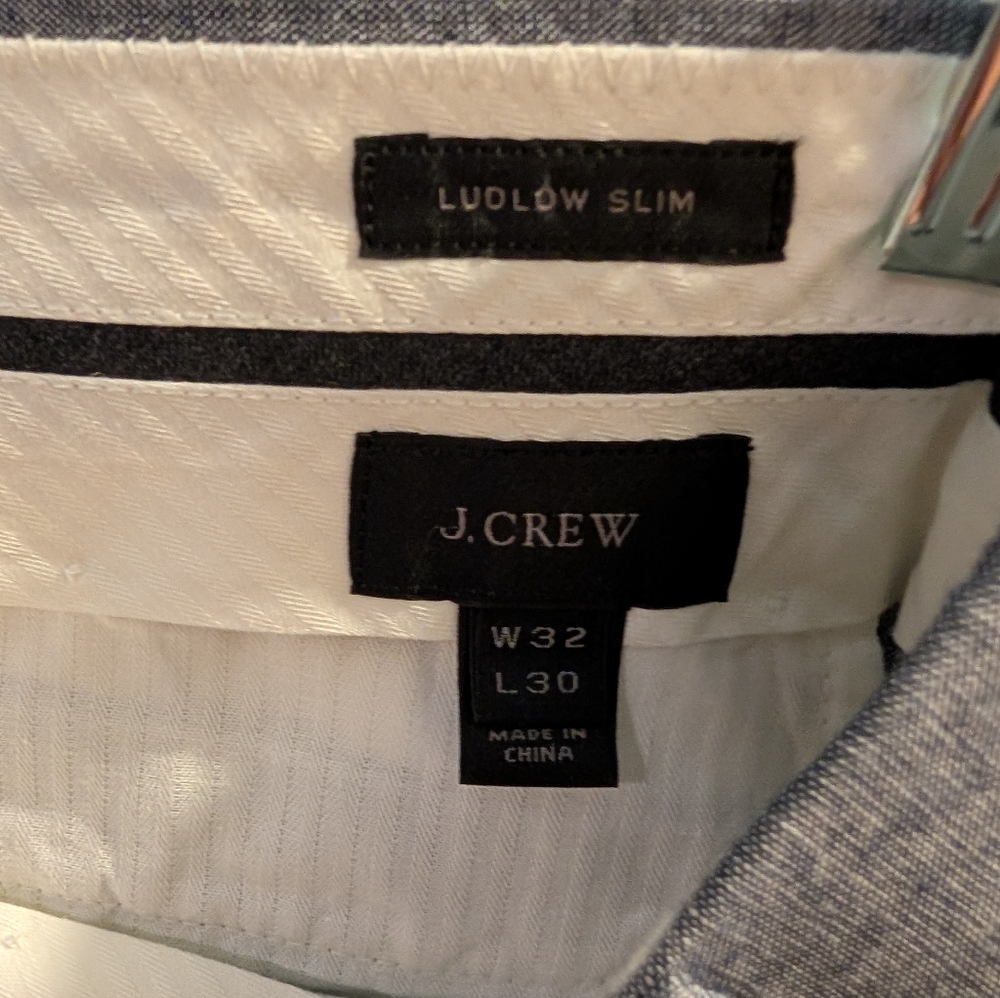 LUDLOW SLIM
J.CREW
W32
L30
MADE IN
CHINA